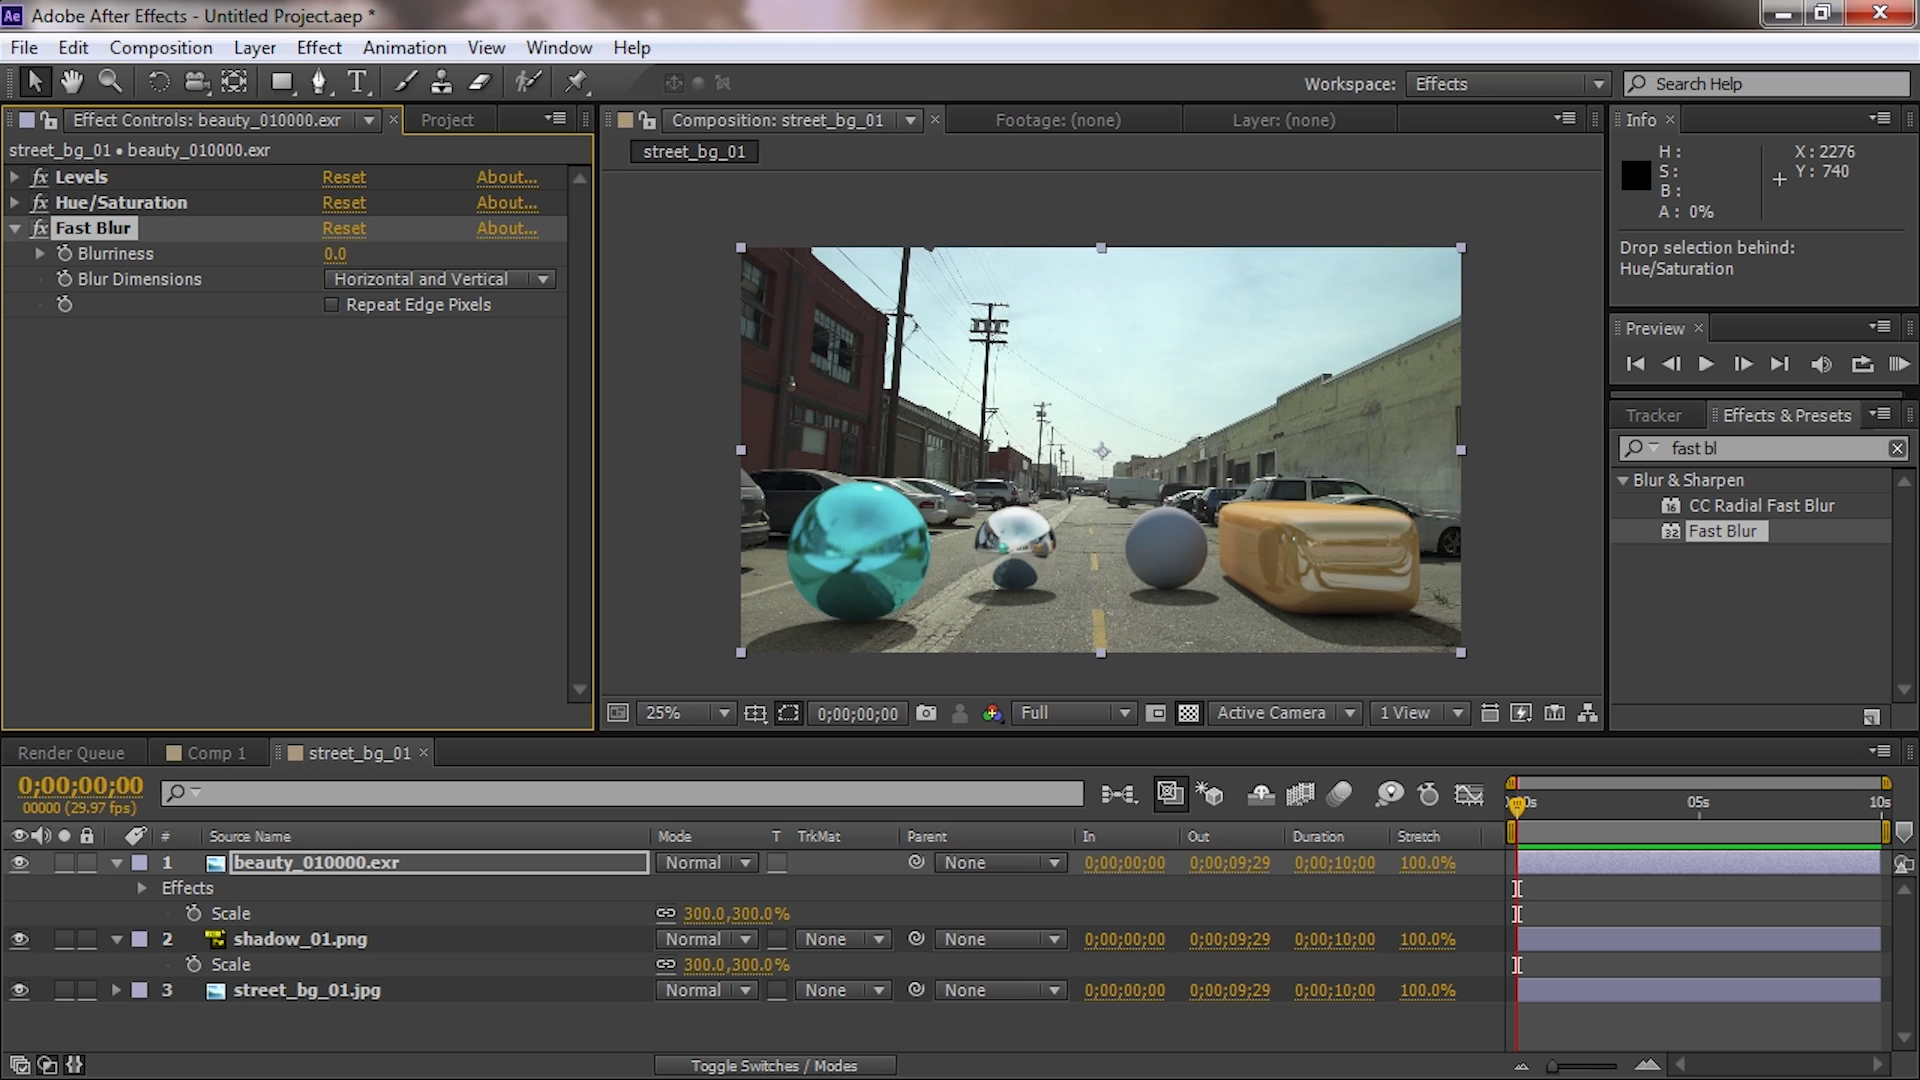 Ae Adobe After Effects - Untitled Project.aep *
File Edit Composition Layer Effect Animation View Window Help
Workspace: Effects Search Help
Effect Controls: beauty_010000.exr Project
Composition: street_bg_01 Footage: (none) Layer: (none)
Info
street_bg_01 • beauty_010000.exr
street_bg_01
fx Levels Reset About...
fx Hue/Saturation Reset About...
fx Fast Blur Reset About...
Blurriness 0.0
Blur Dimensions Horizontal and Vertical
Repeat Edge Pixels
H :
S :
B :
A : 0%
X : 2276
Y : 740
Drop selection behind:
Hue/Saturation
Preview
Tracker Effects & Presets
fast bl
Blur & Sharpen
16 CC Radial Fast Blur
32 Fast Blur
25% 0;00;00;00 Full Active Camera 1 View
Render Queue Comp 1 street_bg_01
0;00;00;00
00000 (29.97 fps)
05s 10s
# Source Name Mode T TrkMat Parent In Out Duration Stretch
1 beauty_010000.exr Normal None 0;00;00;00 0;00;09;29 0;00;10;00 100.0%
Effects
Scale 300.0,300.0%
2 shadow_01.png Normal None None 0;00;00;00 0;00;09;29 0;00;10;00 100.0%
Scale 300.0,300.0%
3 street_bg_01.jpg Normal None None 0;00;00;00 0;00;09;29 0;00;10;00 100.0%
Toggle Switches / Modes